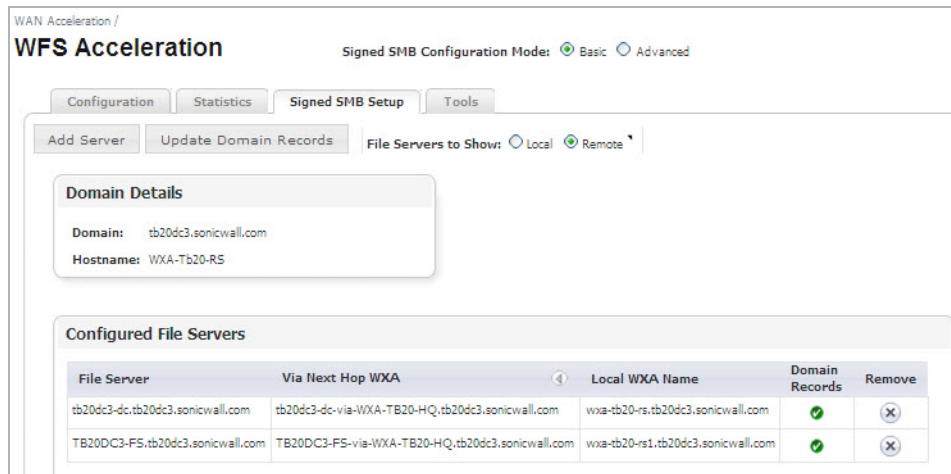 WAN Acceleration /
WFS Acceleration
Signed SMB Configuration Mode: Basic Advanced
Configuration Statistics Signed SMB Setup Tools
Add Server Update Domain Records File Servers to Show: Local Remote
Domain Details
Domain: tb20dc3.sonicwall.com
Hostname: WXA-Tb20-RS
Configured File Servers
File Server Via Next Hop WXA Local WXA Name Domain Records Remove
tb20dc3-dc.tb20dc3.sonicwall.com tb20dc3-dc-via-WXA-TB20-HQ.tb20dc3.sonicwall.com wxa-tb20-rs.tb20dc3.sonicwall.com
TB20DC3-FS.tb20dc3.sonicwall.com TB20DC3-FS-via-WXA-TB20-HQ.tb20dc3.sonicwall.com wxa-tb20-rs1.tb20dc3.sonicwall.com